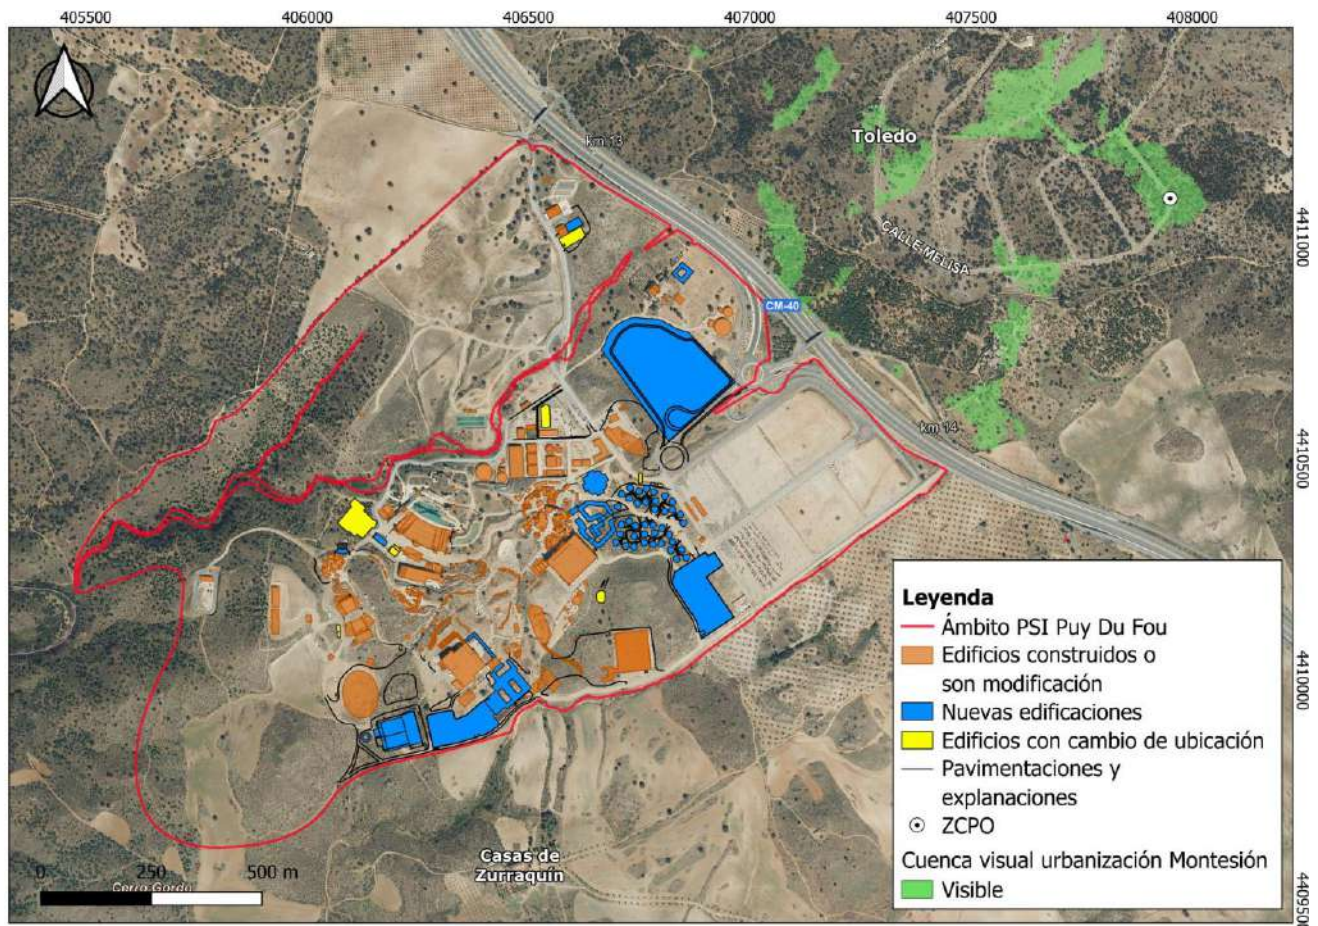 405500
406000
406500
407000
407500
408000
km 13
Toledo
CALLE MELISA
4411000
CM-40
km 14
4410500
Leyenda
Ámbito PSI Puy Du Fou
Edificios construidos o
son modificación
Nuevas edificaciones
Edificios con cambio de ubicación
Pavimentaciones y
explanaciones
ZCPO
Cuenca visual urbanización Montesión
Visible
4410000
4409500
Casas de
Zurraquín
0
250
500 m
Cerro Gordo